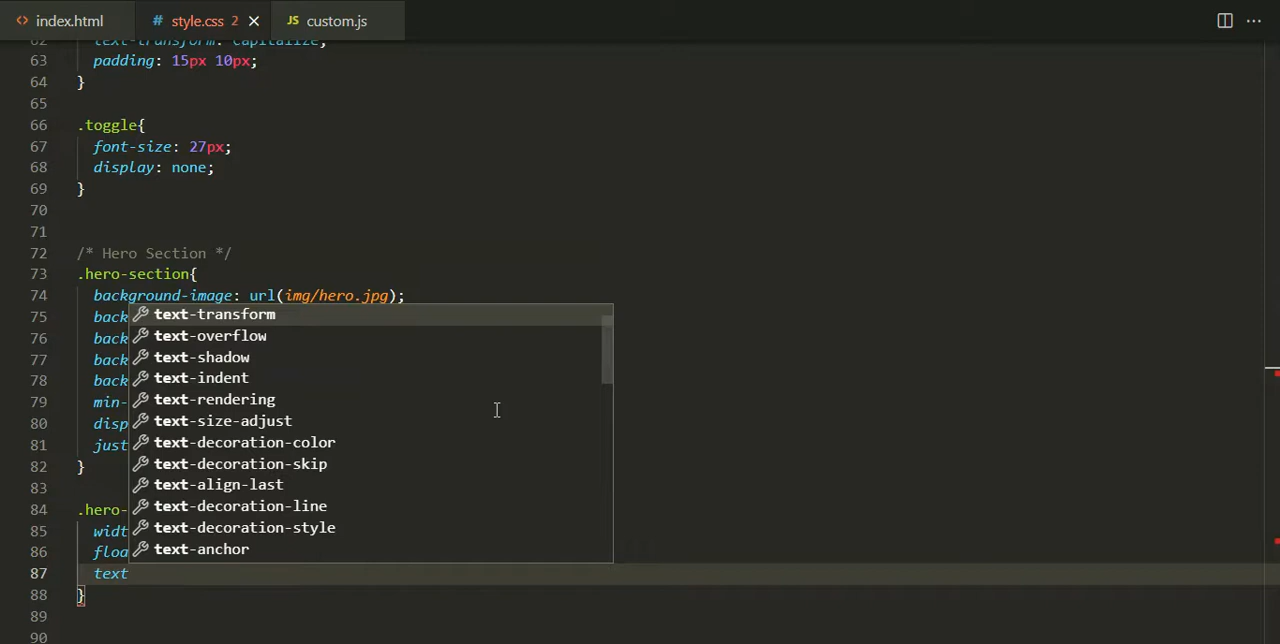 <> index.html # style.css 2 × JS custom.js ...
62 text-transform: capitalize;
63 padding: 15px 10px;
64 }
65
66 .toggle{
67 font-size: 27px;
68 display: none;
69 }
70
71
72 /* Hero Section */
73 .hero-section{
74 background-image: url(img/hero.jpg);
75 back text-transform
76 back text-overflow
77 back text-shadow
78 back text-indent
79 min- text-rendering
80 disp text-size-adjust
81 just text-decoration-color
82 } text-decoration-skip
83 text-align-last
84 .hero- text-decoration-line
85 widt text-decoration-style
86 floa text-anchor
87 text
88 }
89
90